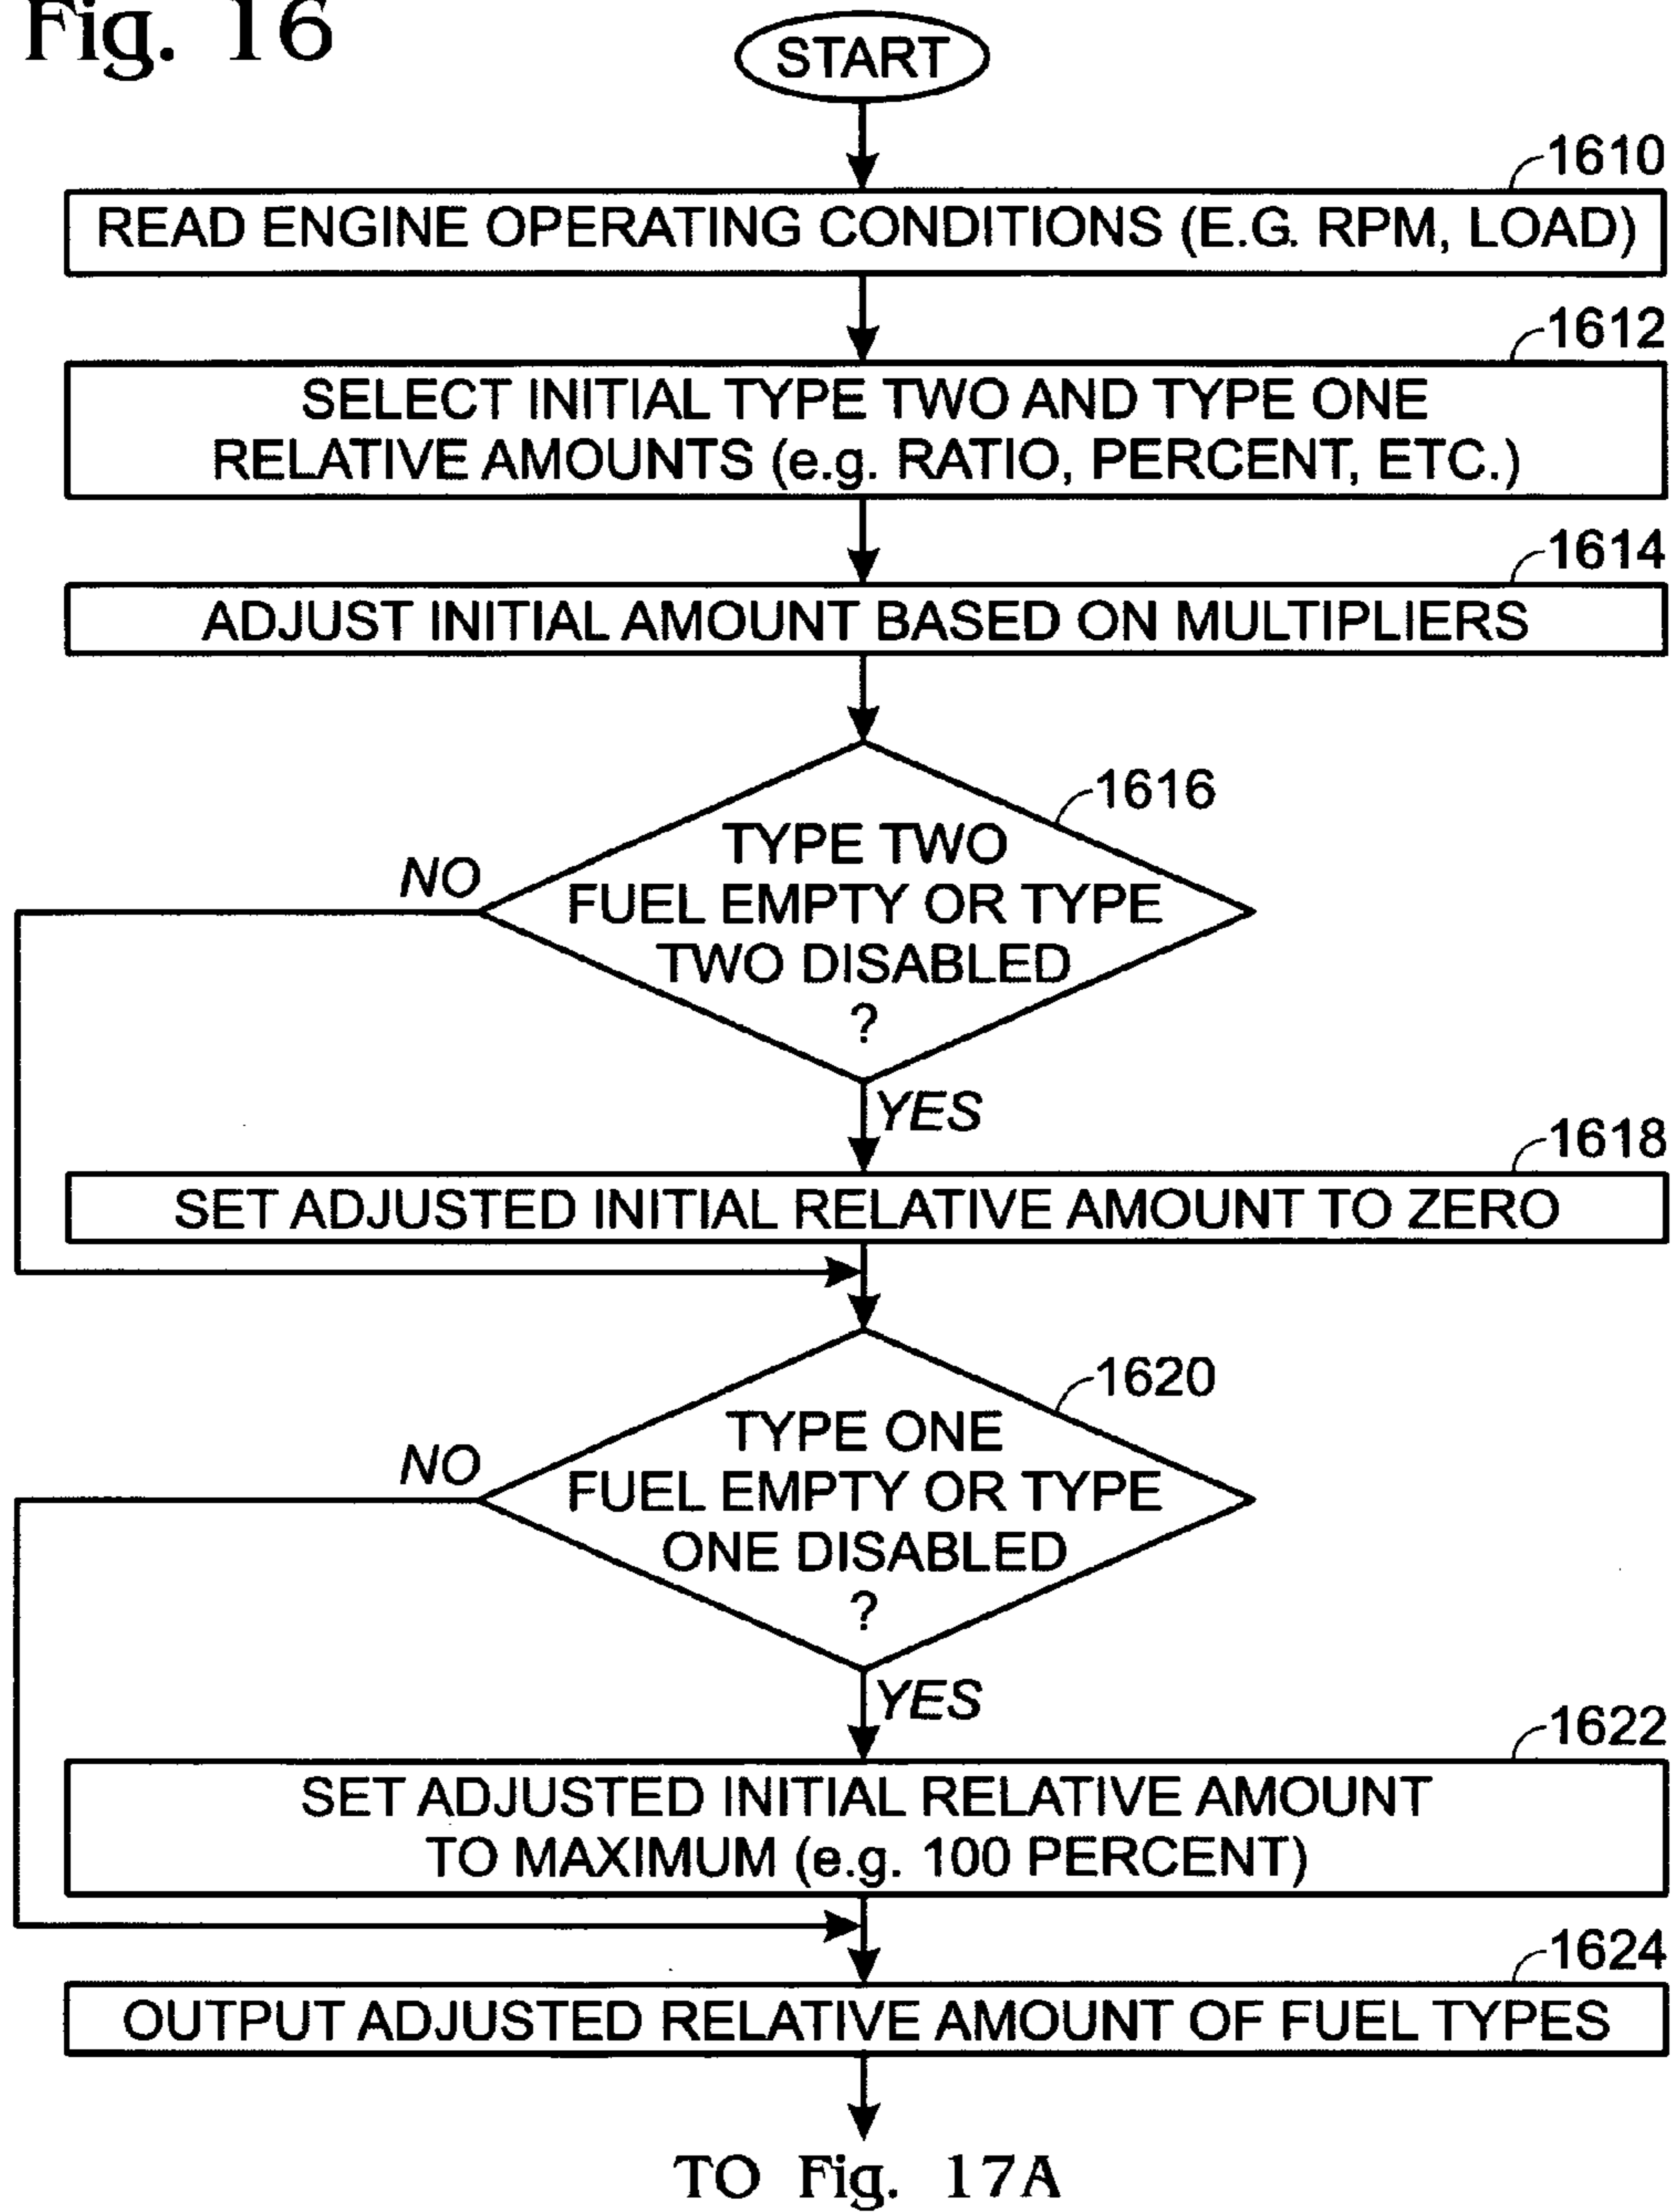 Fig. 16
START
1610
READ ENGINE OPERATING CONDITIONS (E.G. RPM, LOAD)
1612
SELECT INITIAL TYPE TWO AND TYPE ONE
RELATIVE AMOUNTS (e.g. RATIO, PERCENT, ETC.)
1614
ADJUST INITIAL AMOUNT BASED ON MULTIPLIERS
1616
TYPE TWO
FUEL EMPTY OR TYPE
TWO DISABLED
?
NO
YES
1618
SET ADJUSTED INITIAL RELATIVE AMOUNT TO ZERO
1620
TYPE ONE
FUEL EMPTY OR TYPE
ONE DISABLED
?
NO
YES
1622
SET ADJUSTED INITIAL RELATIVE AMOUNT
TO MAXIMUM (e.g. 100 PERCENT)
1624
OUTPUT ADJUSTED RELATIVE AMOUNT OF FUEL TYPES
TO Fig. 17A